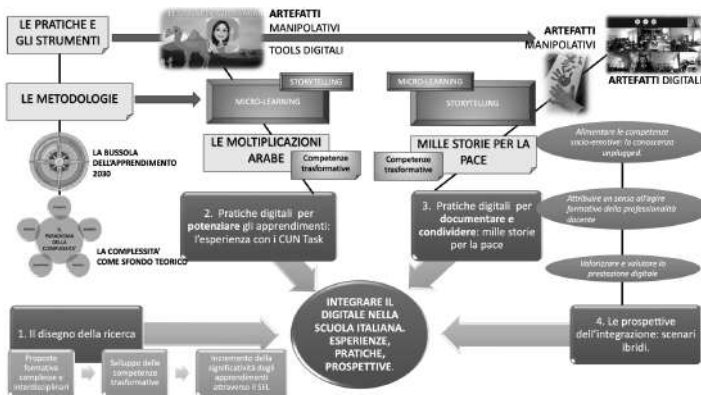 LE PRATICHE E
GLI STRUMENTI
ARTEFATTI
MANIPOLATIVI
TOOLS DIGITALI
ARTEFATTI
MANIPOLATIVI
ARTEFATTI DIGITALI
LE METODOLOGIE
STORYTELLING
MICRO-LEARNING
MICRO-LEARNING
STORYTELLING
LA BUSSOLA
DELL'APPRENDIMENTO
2030
LE MOLTIPLICAZIONI
ARABE
Competenze
trasformative
MILLE STORIE PER LA
PACE
Competenze
trasformative
Alimentare le competenze
socio-emotive: la conoscenza
unplugged.
IL
PARADIGMA
DELLA
COMPLESSITA'
LA COMPLESSITA'
COME SFONDO TEORICO
2. Pratiche digitali per
potenziare gli apprendimenti:
l'esperienza con i CUN Task
3. Pratiche digitali per
documentare e
condividere: mille storie
per la pace
Attribuire un senso all'agire
formativo della professionalità
docente
Valorizzare e valutare la
prestazione digitale
INTEGRARE IL
DIGITALE NELLA
SCUOLA ITALIANA.
ESPERIENZE,
PRATICHE,
PROSPETTIVE.
1. Il disegno della ricerca
4. Le prospettive
dell'integrazione: scenari
ibridi.
Proposte
formative
complesse e
interdisciplinari
Sviluppo delle
competenze
trasformative
Incremento della
significatività degli
apprendimenti
attraverso il SEL